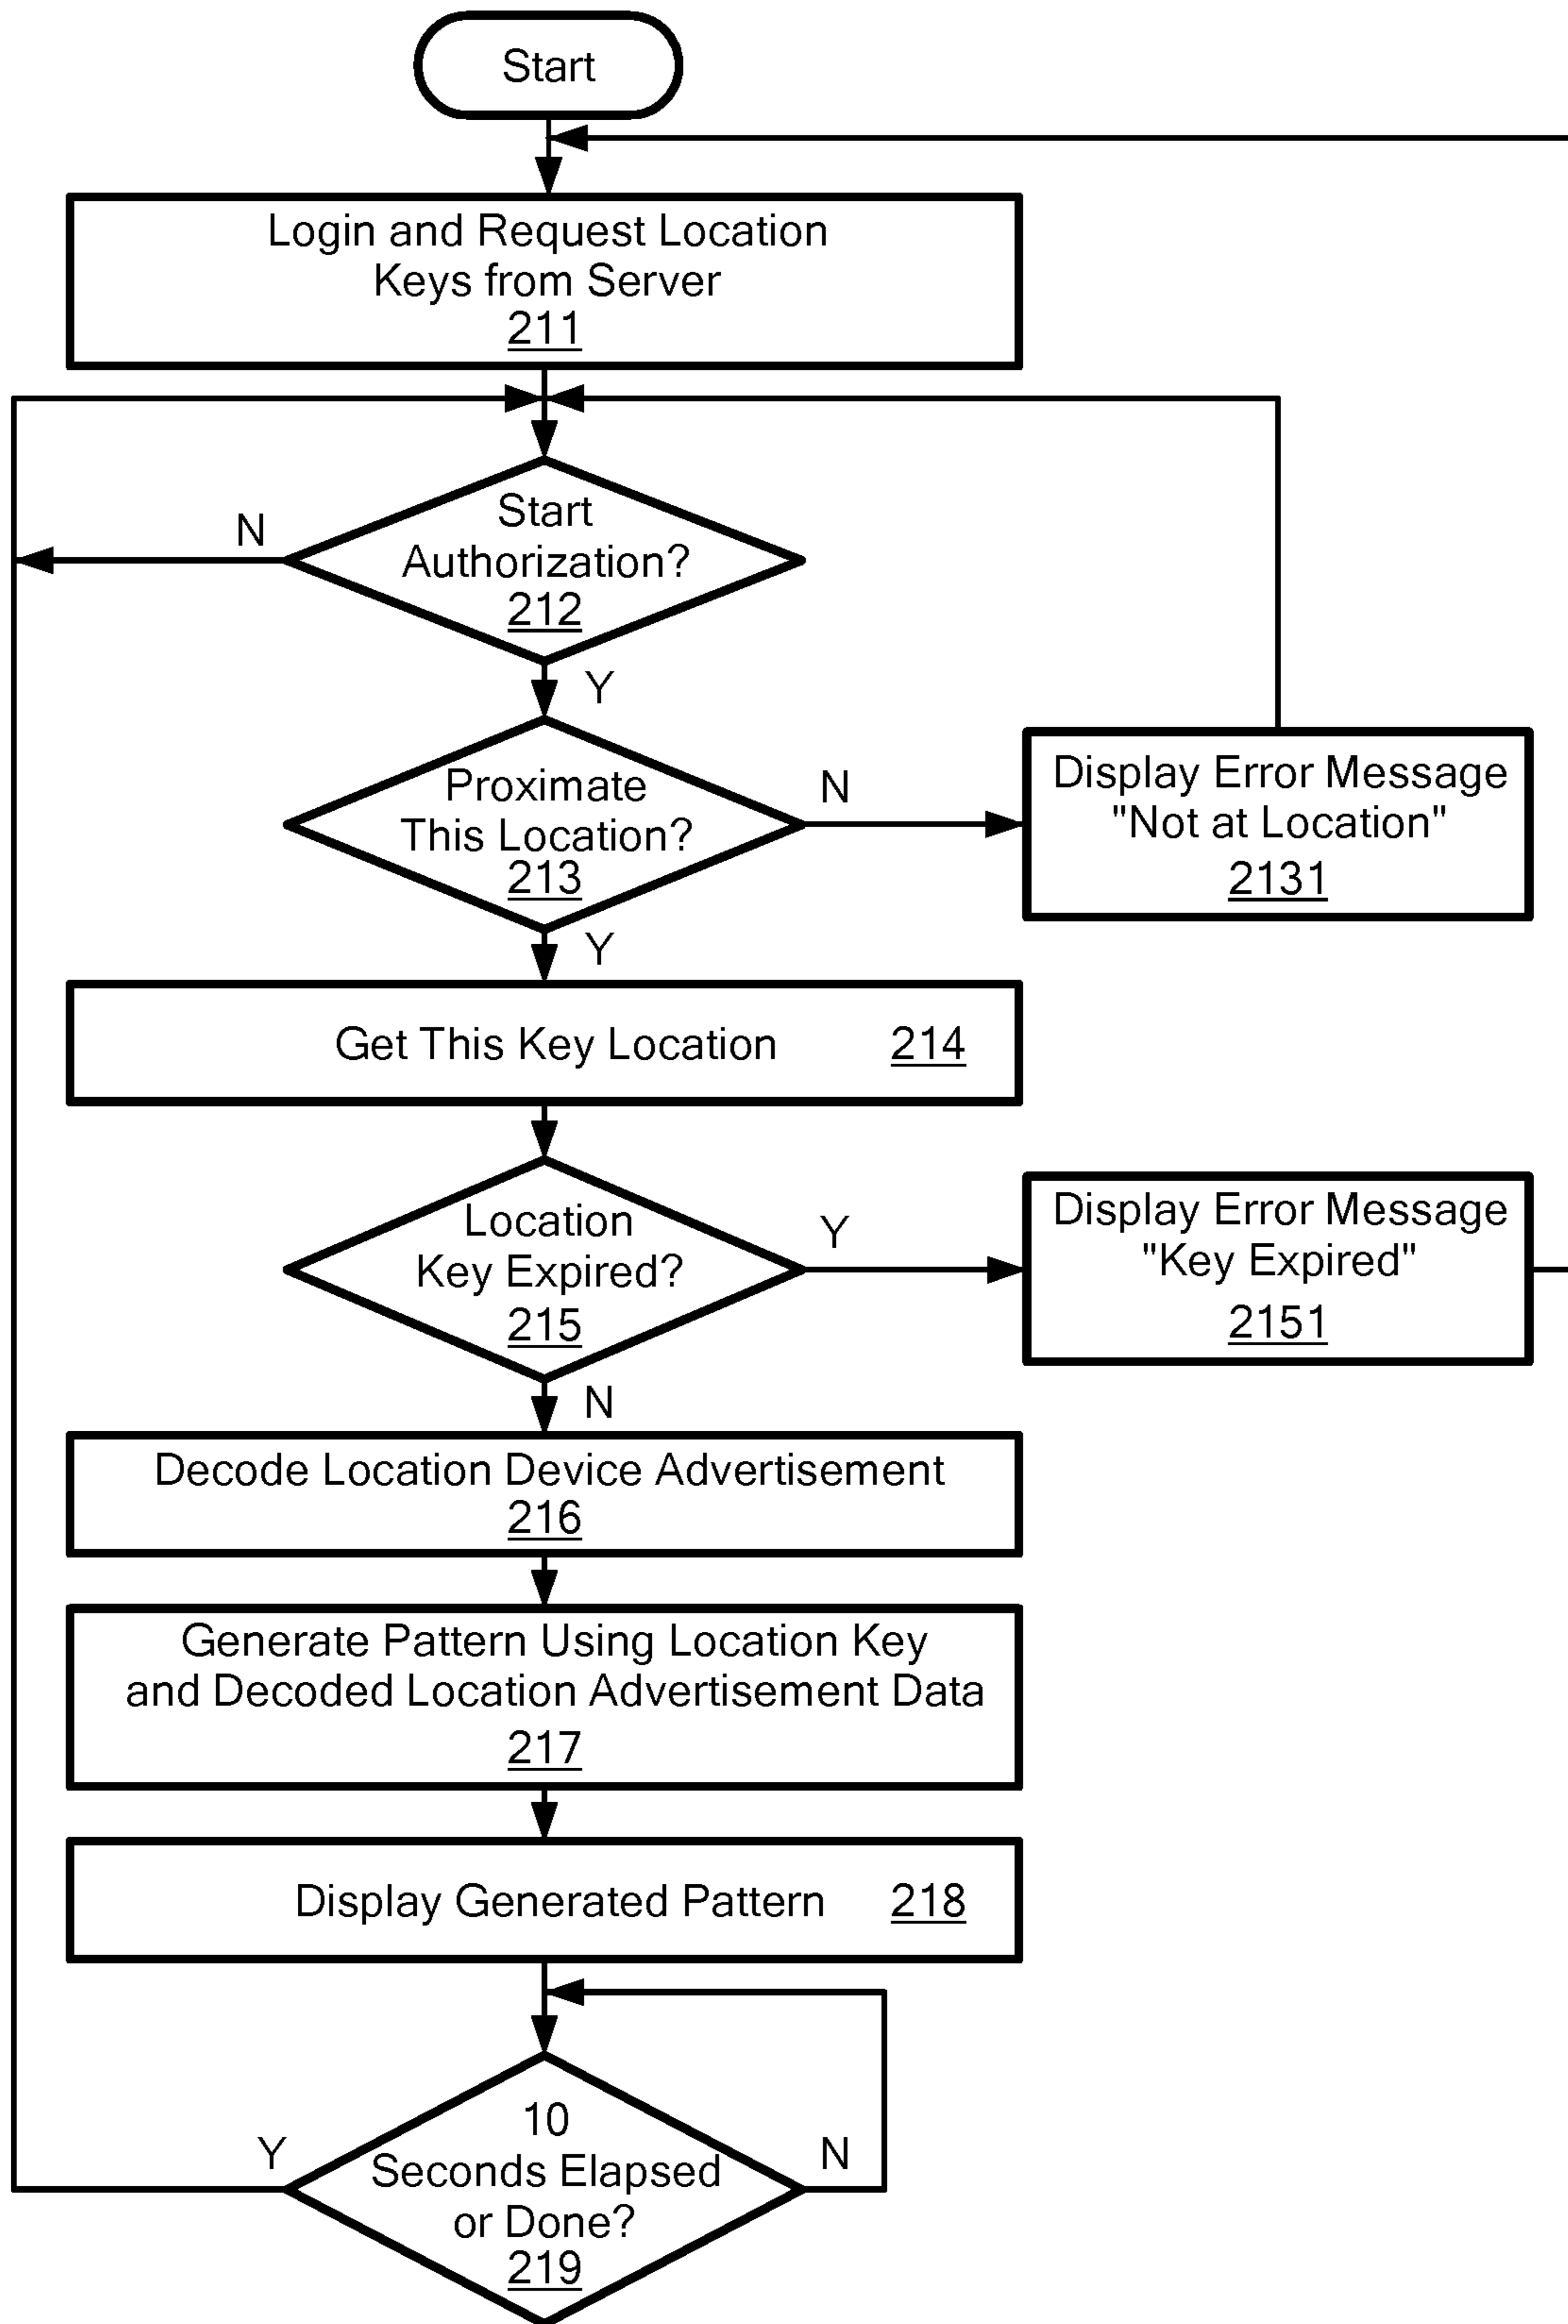 Start
Login and Request Location
Keys from Server
211
Start
Authorization?
212
N
Y
Proximate
This Location?
213
N
Y
Display Error Message
"Not at Location"
2131
Get This Key Location 214
Location
Key Expired?
215
Y
N
Display Error Message
"Key Expired"
2151
Decode Location Device Advertisement
216
Generate Pattern Using Location Key
and Decoded Location Advertisement Data
217
Display Generated Pattern 218
10
Seconds Elapsed
or Done?
219
Y
N